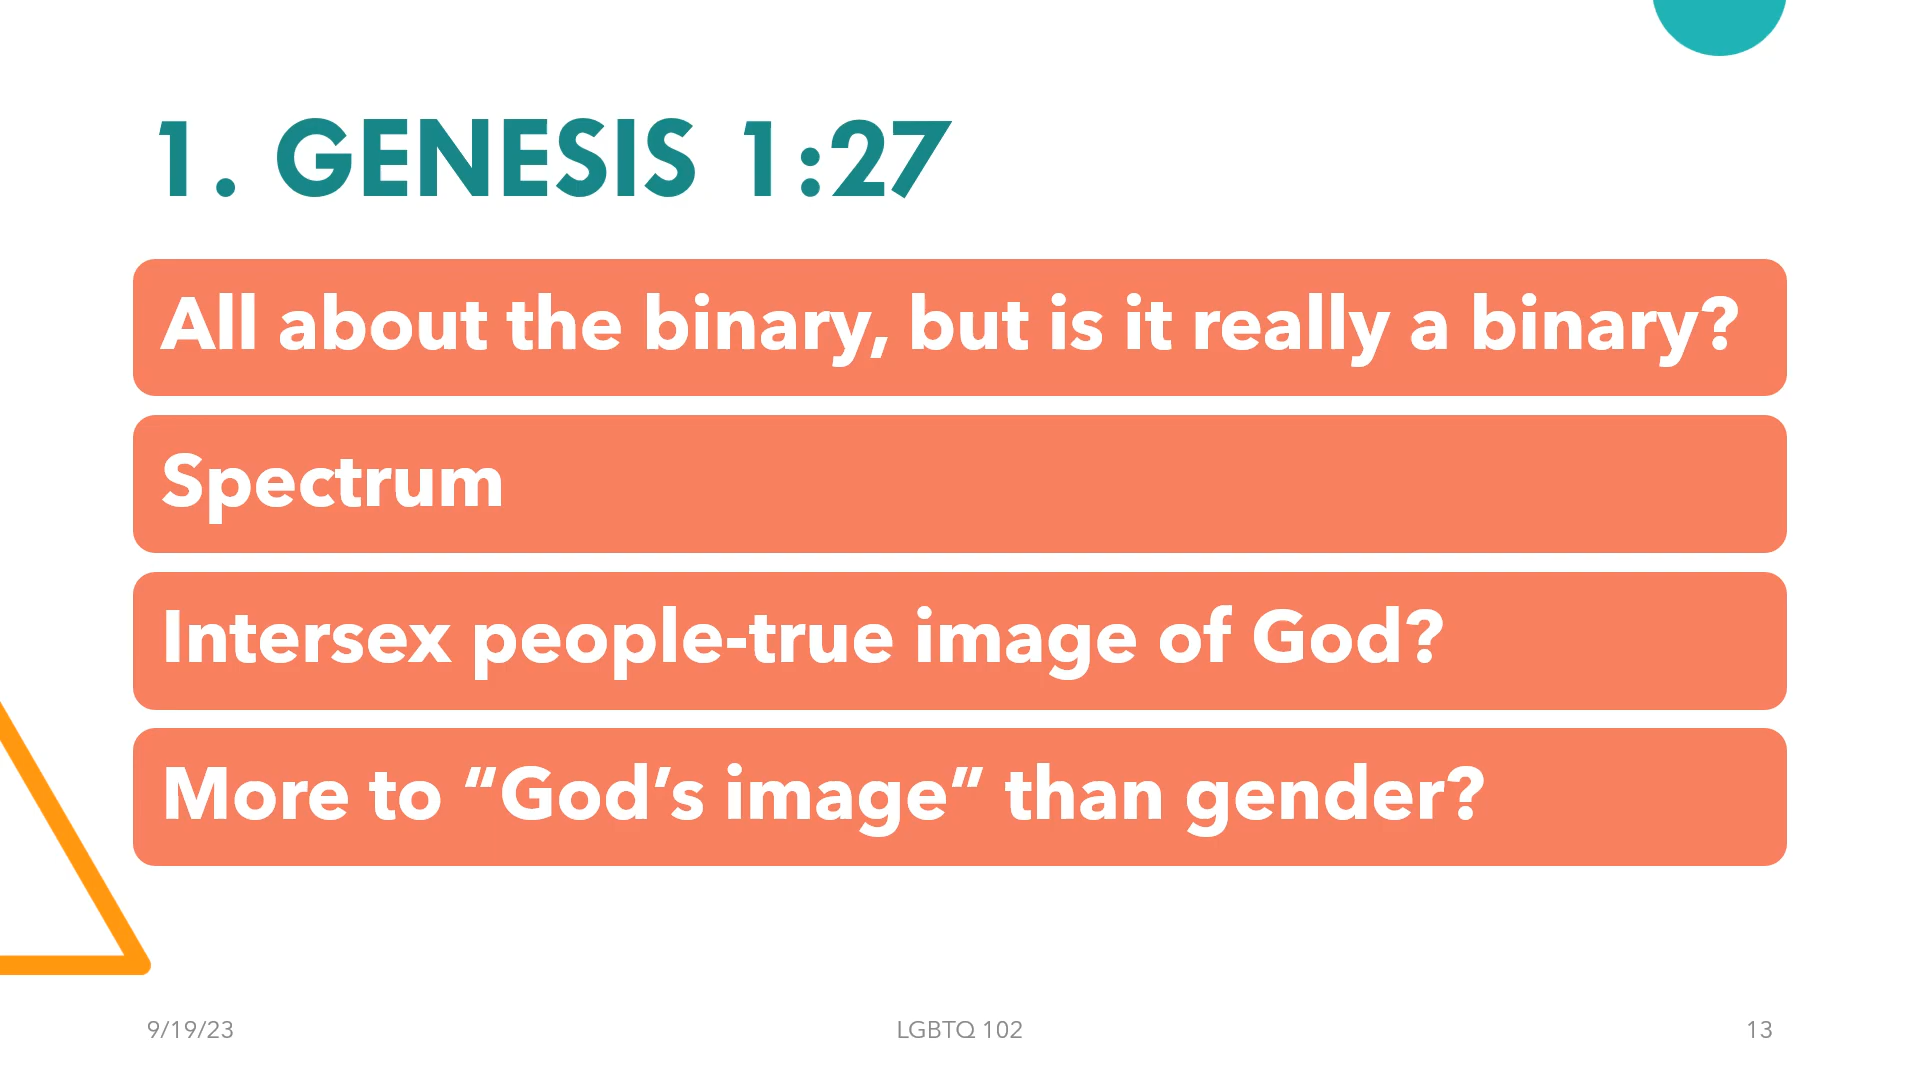 1. GENESIS 1:27
All about the binary, but is it really a binary?
Spectrum
Intersex people-true image of God?
More to “God’s image” than gender?
9/19/23
LGBTQ 102
13